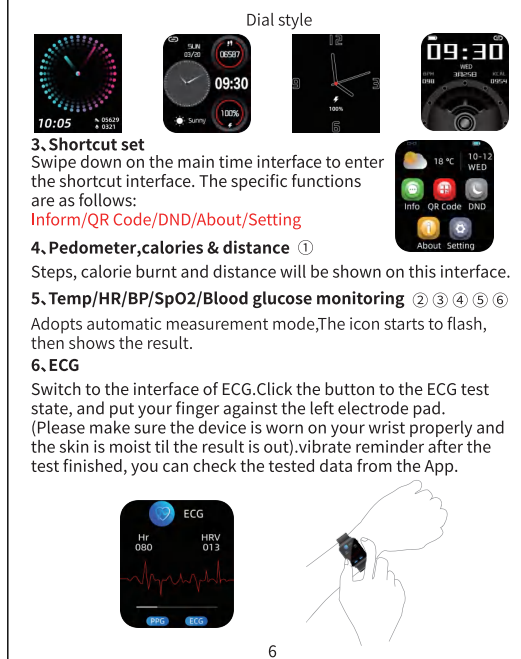 Dial style
10:05
05629
0321
SUN
03/20
06587
09:30
Sunny
100%
12
3
9
6
100%
09:30
WED
BPM
098
KCAL
0954
3、Shortcut set
Swipe down on the main time interface to enter
the shortcut interface. The specific functions
are as follows:
Inform/QR Code/DND/About/Setting
18 ℃
10-12
WED
Info QR Code DND
About Setting
4、Pedometer,calories & distance ①
Steps, calorie burnt and distance will be shown on this interface.
5、Temp/HR/BP/SpO2/Blood glucose monitoring ② ③ ④ ⑤ ⑥
Adopts automatic measurement mode,The icon starts to flash,
then shows the result.
6、ECG
Switch to the interface of ECG.Click the button to the ECG test
state, and put your finger against the left electrode pad.
(Please make sure the device is worn on your wrist properly and
the skin is moist til the result is out).vibrate reminder after the
test finished, you can check the tested data from the App.
ECG
Hr HRV
080 013
PPG ECG
6